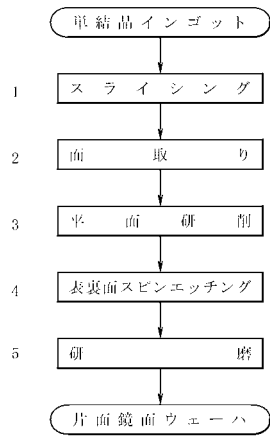 単結晶インゴット
1 スライシング
2 面取り
3 平面研削
4 表裏面スピンエッチング
5 研磨
片面鏡面ウェーハ